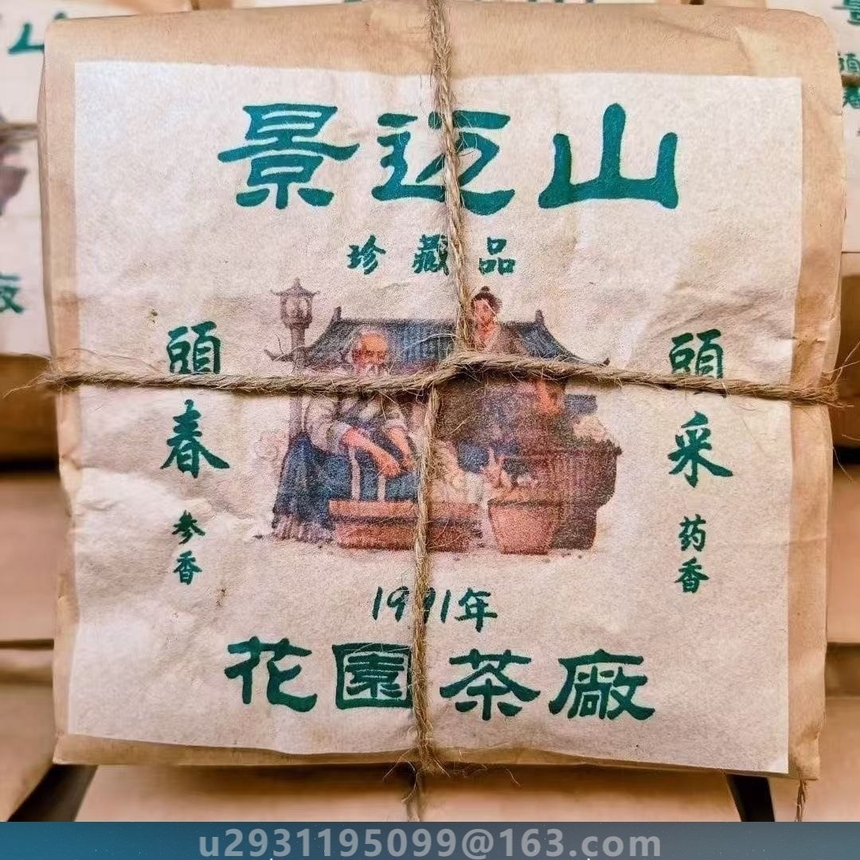 景迈山
珍藏品
頭春
参香
頭采
药香
1991年
花園茶廠
u2931195099@163.com